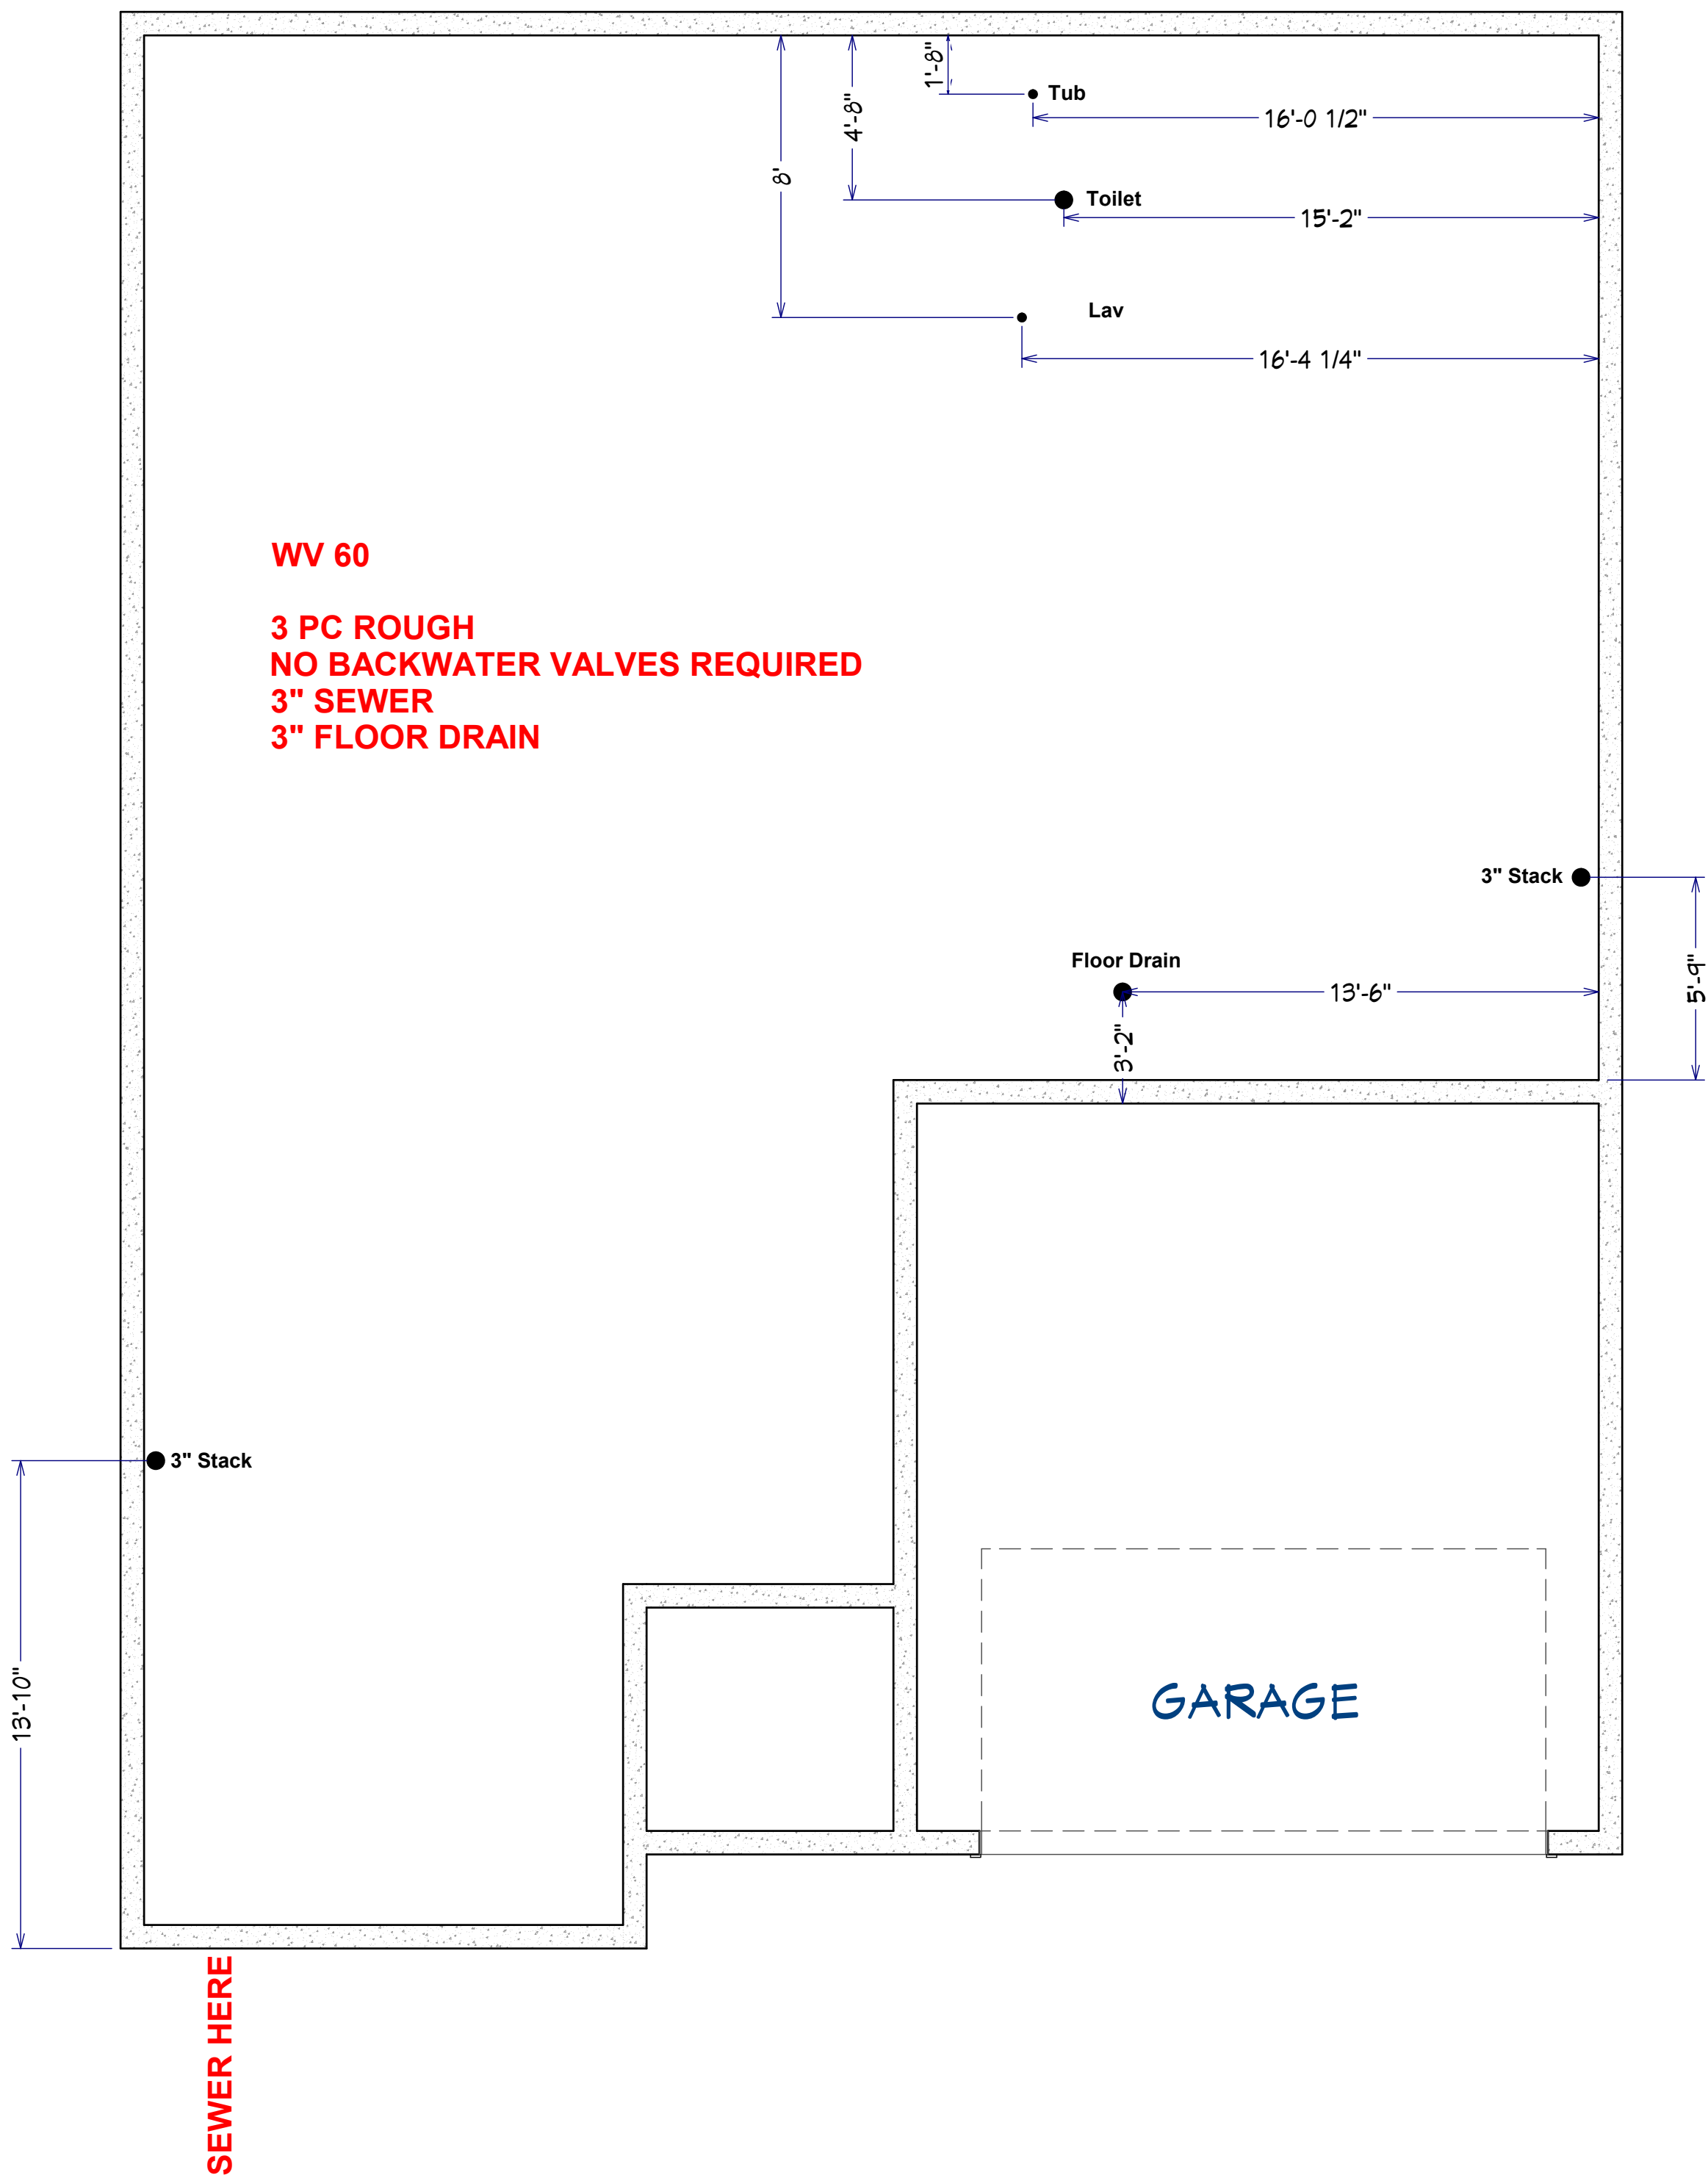 1'-8"
Tub
16'-0 1/2"
4'-8"
8'
Toilet
15'-2"
Lav
16'-4 1/4"
WV 60
3 PC ROUGH
NO BACKWATER VALVES REQUIRED
3" SEWER
3" FLOOR DRAIN
3" Stack
5'-9"
Floor Drain
13'-6"
3'-2"
3" Stack
13'-10"
GARAGE
SEWER HERE